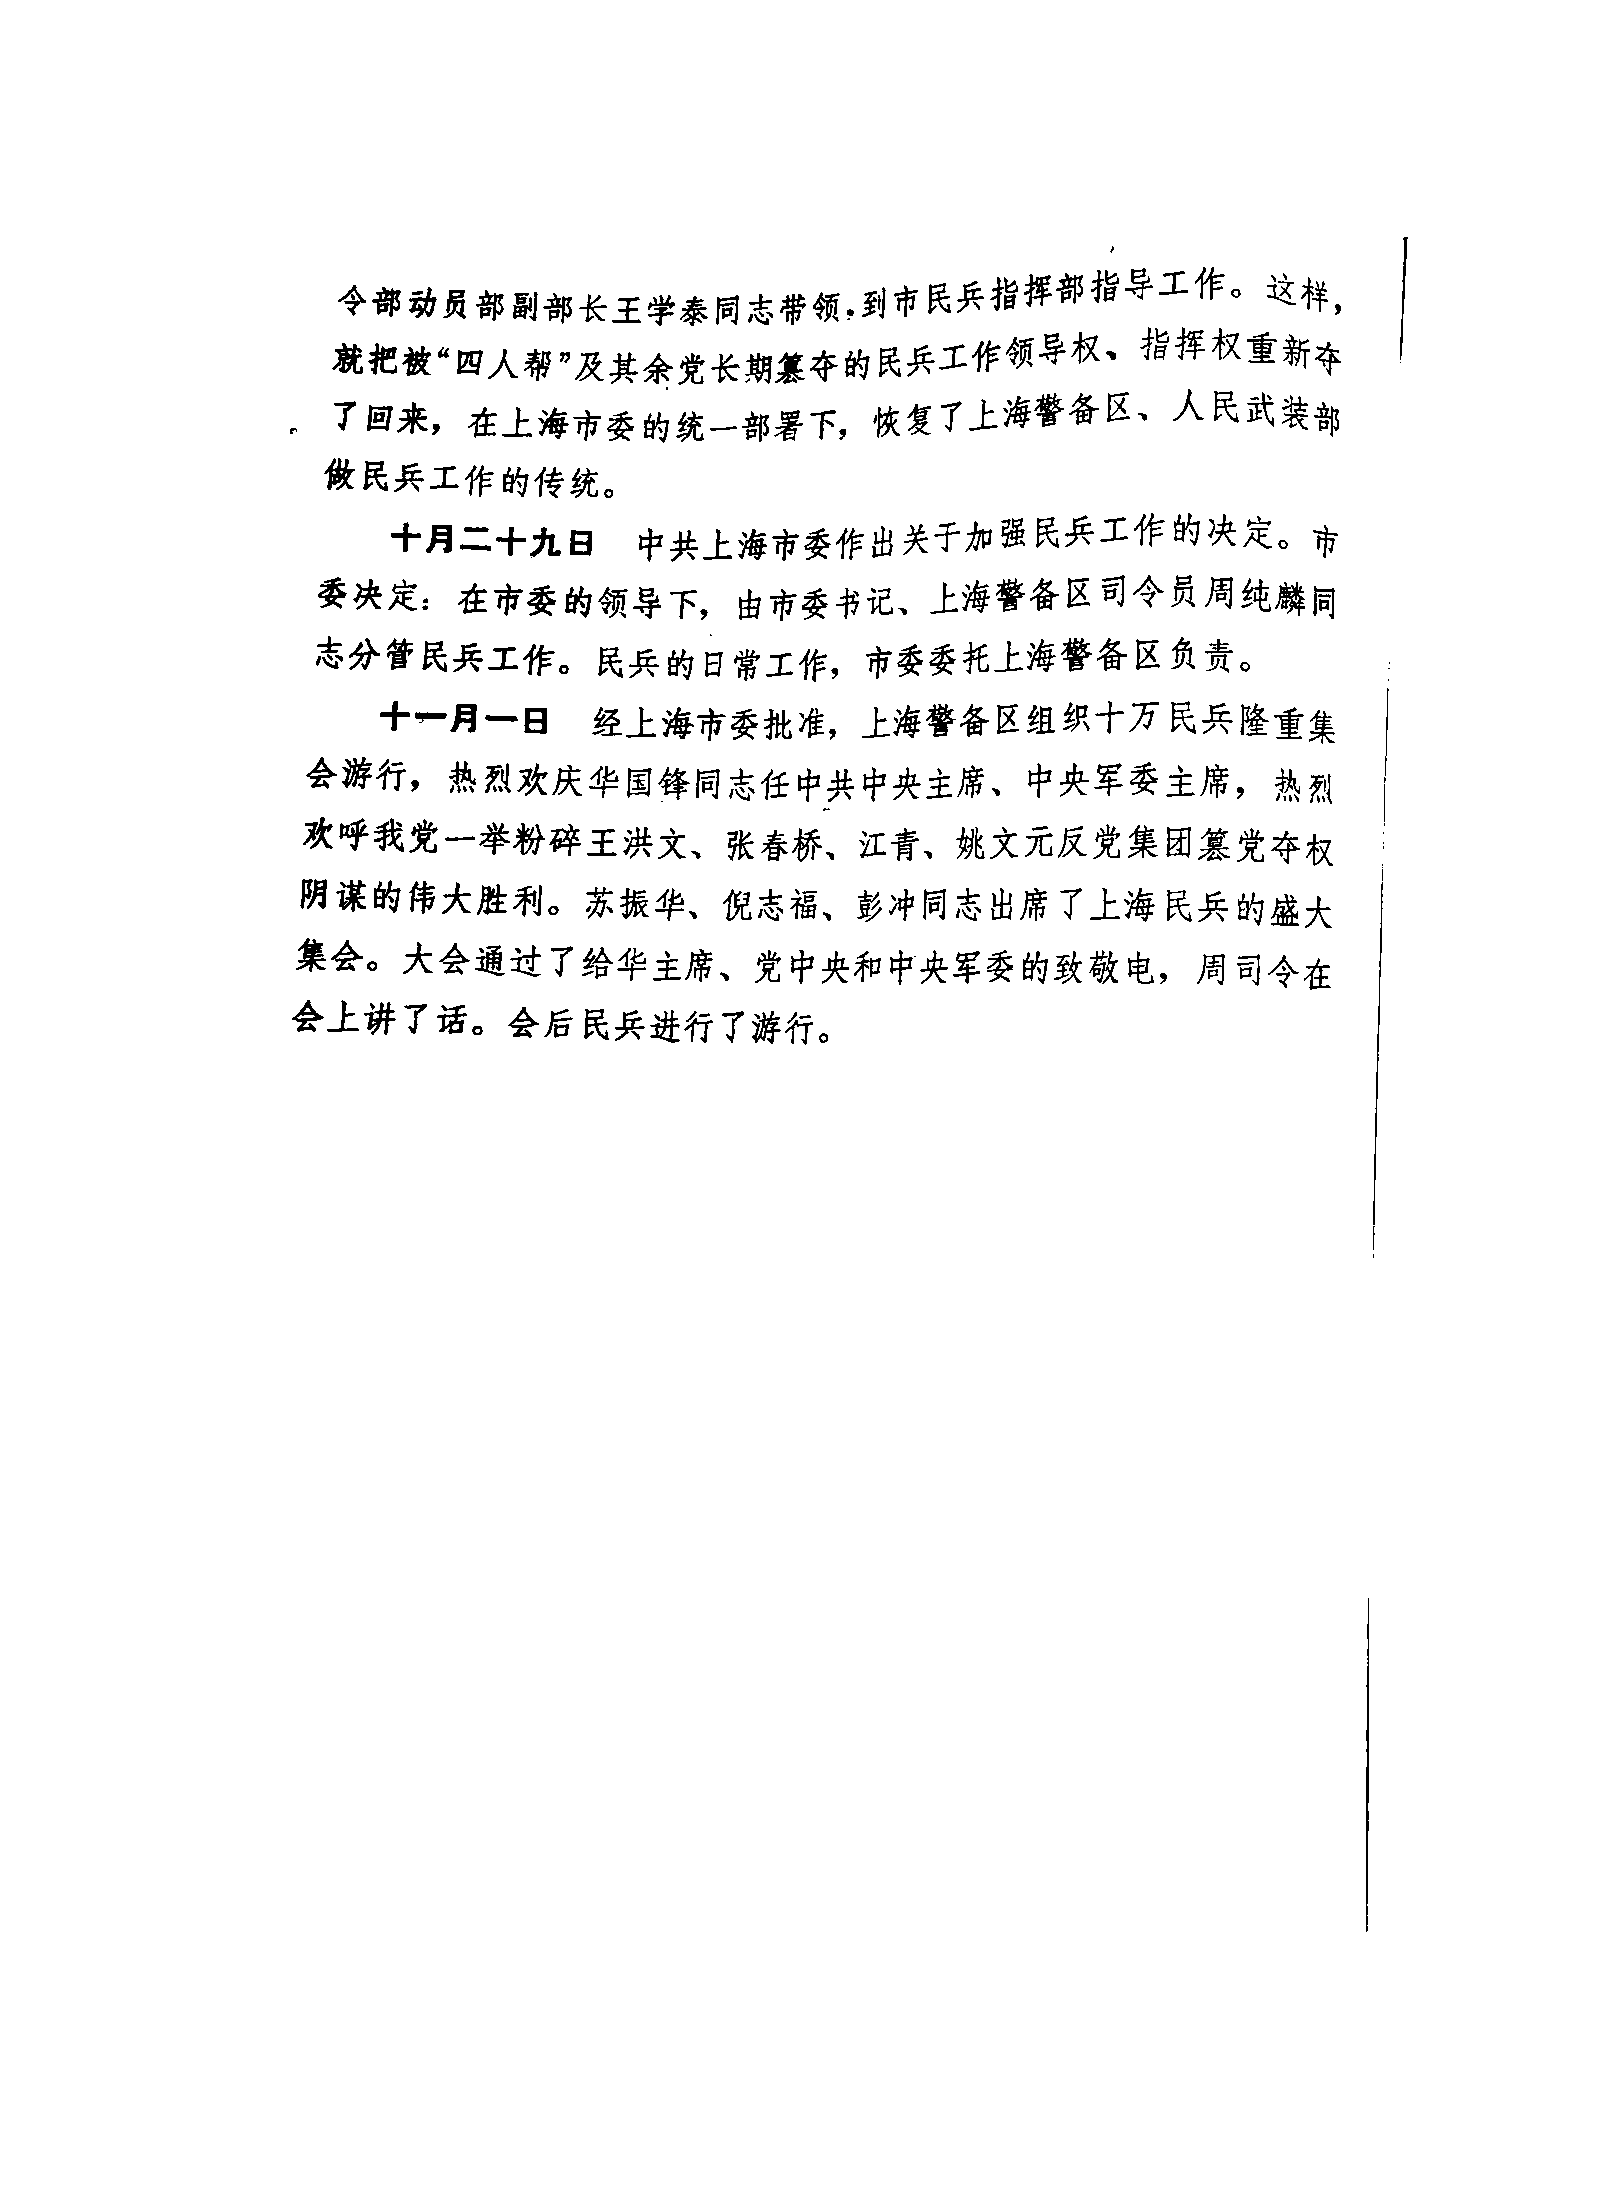 令部动员部副部长王学泰同志带领，到市民兵指挥部指导工作。这样，
就把被“四人帮”及其余党长期篡夺的民兵工作领导权、指挥权重新夺
了回来，在上海市委的统一部署下，恢复了上海警备区、人民武装部
做民兵工作的传统。
十月二十九日　中共上海市委作出关于加强民兵工作的决定。市
委决定：在市委的领导下，由市委书记、上海警备区司令员周纯麟同
志分管民兵工作。民兵的日常工作，市委委托上海警备区负责。
十一月一日　经上海市委批准，上海警备区组织十万民兵隆重集
会游行，热烈欢庆华国锋同志任中共中央主席、中央军委主席，热烈
欢呼我党一举粉碎王洪文、张春桥、江青、姚文元反党集团篡党夺权
阴谋的伟大胜利。苏振华、倪志福、彭冲同志出席了上海民兵的盛大
集会。大会通过了给华主席、党中央和中央军委的致敬电，周司令在
会上讲了话。会后民兵进行了游行。